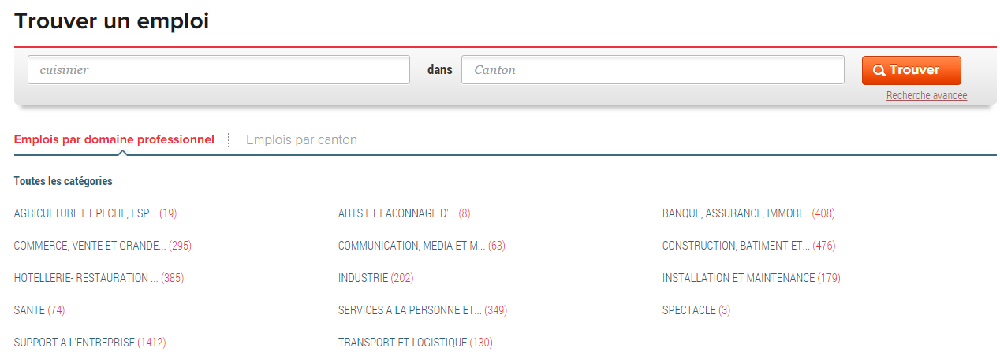 Trouver un emploi
cuisinier dans Canton Trouver
Recherche avancée
Emplois par domaine professionnel Emplois par canton
Toutes les catégories
AGRICULTURE ET PECHE, ESP... (19) ARTS ET FACONNAGE D'... (8) BANQUE, ASSURANCE, IMMOBI... (408)
COMMERCE, VENTE ET GRANDE... (295) COMMUNICATION, MEDIA ET M... (63) CONSTRUCTION, BATIMENT ET... (476)
HOTELLERIE- RESTAURATION ... (385) INDUSTRIE (202) INSTALLATION ET MAINTENANCE (179)
SANTE (74) SERVICES A LA PERSONNE ET... (349) SPECTACLE (3)
SUPPORT A L'ENTREPRISE (1412) TRANSPORT ET LOGISTIQUE (130)